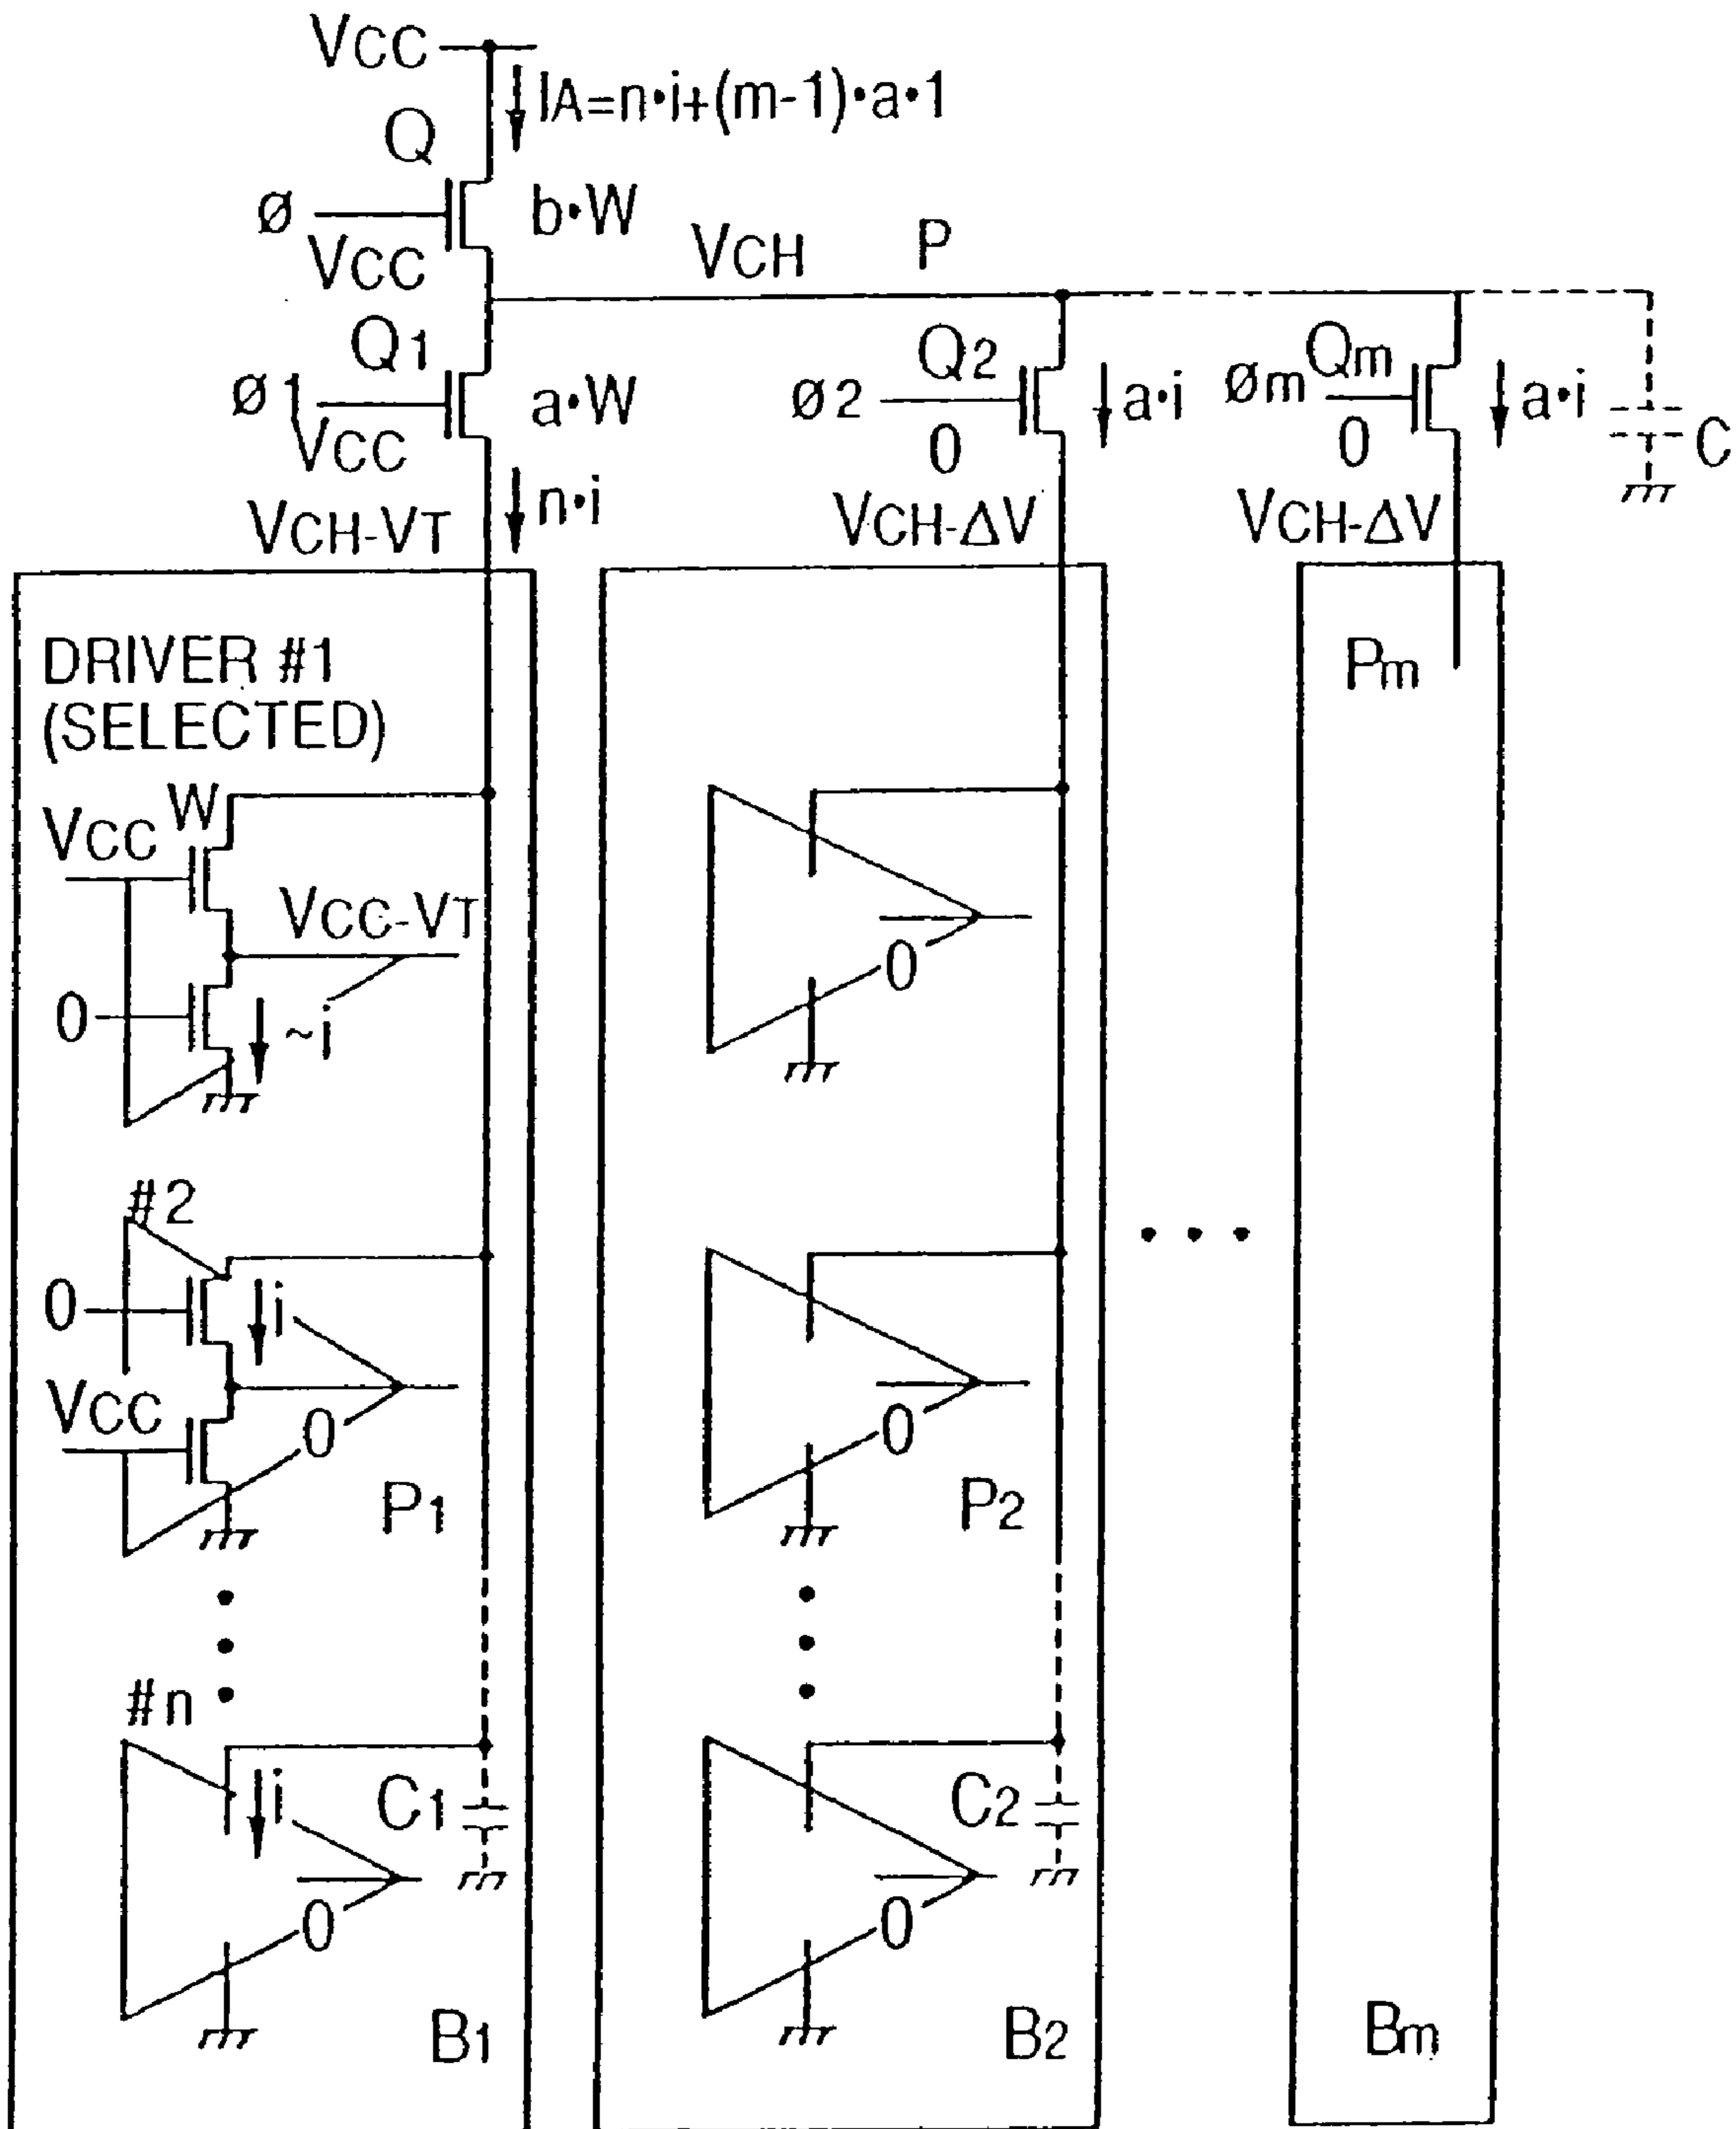 VCC
IA=n•i+(m-1)•a•1
Q
Ø
b•W
VCC
VCH
P
Q1
Ø1
a•W
VCC
n•i
VCH-VT
Q2
Ø2
a•i
0
VCH-ΔV
Qm
Øm
a•i
0
C
VCH-ΔV
DRIVER #1
(SELECTED)
W
VCC
VCC-VT
0
~i
#2
0
i
VCC
0
P1
#n
i
C1
0
B1
0
0
P2
C2
0
B2
• • •
Pm
Bm